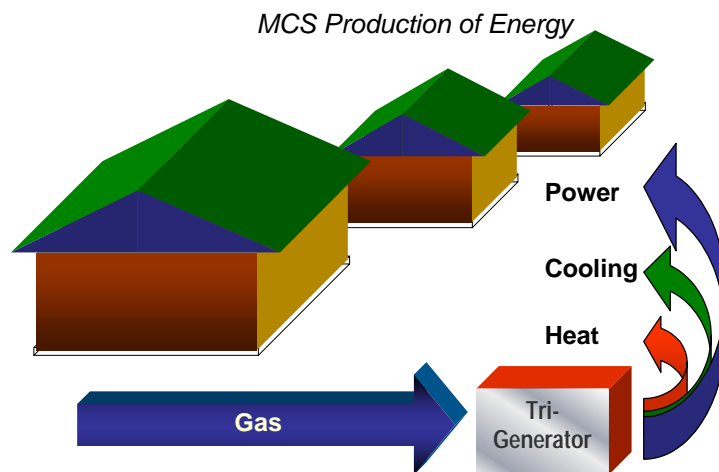 MCS Production of Energy
Power
Cooling
Heat
Gas
Tri-
Generator